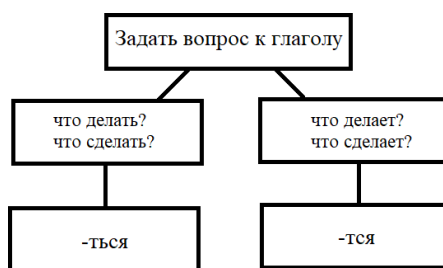 Задать вопрос к глаголу
что делать?
что сделать?
что делает?
что сделает?
-ться
-тся